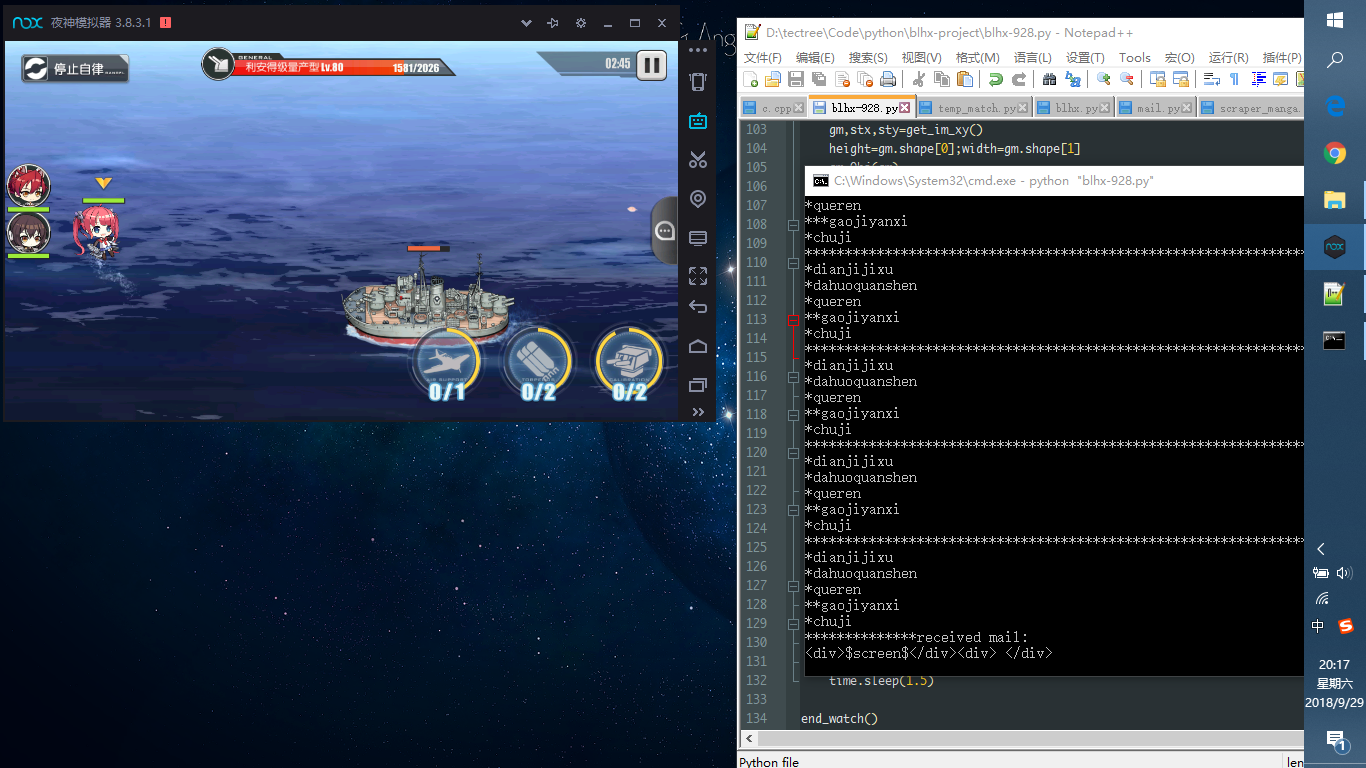 nox 夜神模拟器 3.8.3.1
停止自律
GENERAL
利安得级量产型 Lv.80 1581/2026
02:45
0/1 0/2 0/2
D:\tectree\Code\python\blhx-project\blhx-928.py - Notepad++
文件(F) 编辑(E) 搜索(S) 视图(V) 格式(M) 语言(L) 设置(T) Tools 宏(O) 运行(R) 插件(P)
c.cpp blhx-928.py temp_match.py blhx.py mail.py scraper_manga.
103 gm,stx,sty=get_im_xy()
104 height=gm.shape[0];width=gm.shape[1]
105
106
107
108
109
110
111
112
113
114
115
116
117
118
119
120
121
122
123
124
125
126
127
128
129
130
131
132 time.sleep(1.5)
133
134 end_watch()
C:\Windows\System32\cmd.exe - python "blhx-928.py"
*queren
***gaojiyanxi
*chuji
***************************************************************
*dianjijixu
*dahuoquanshen
*queren
**gaojiyanxi
*chuji
***************************************************************
*dianjijixu
*dahuoquanshen
*queren
**gaojiyanxi
*chuji
***************************************************************
*dianjijixu
*dahuoquanshen
*queren
**gaojiyanxi
*chuji
***************************************************************
*dianjijixu
*dahuoquanshen
*queren
**gaojiyanxi
*chuji
**************received mail:
<div>$screen$</div><div> </div>
Python file len
中
20:17
星期六
2018/9/29
1